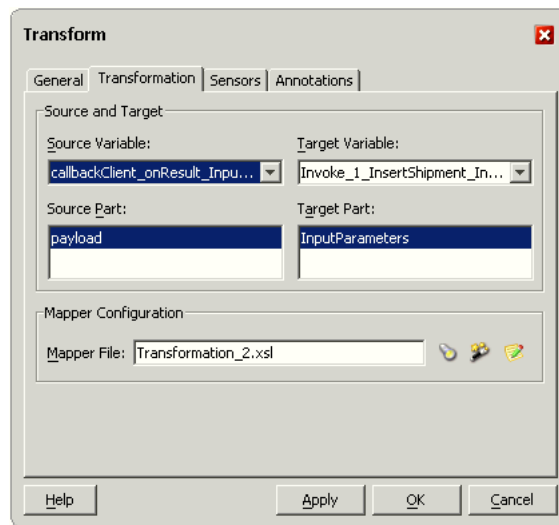 Transform
General Transformation Sensors Annotations
Source and Target
Source Variable: Target Variable:
callbackClient_onResult_Inpu... Invoke_1_InsertShipment_In...
Source Part: Target Part:
payload InputParameters
Mapper Configuration
Mapper File: Transformation_2.xsl
Help Apply OK Cancel